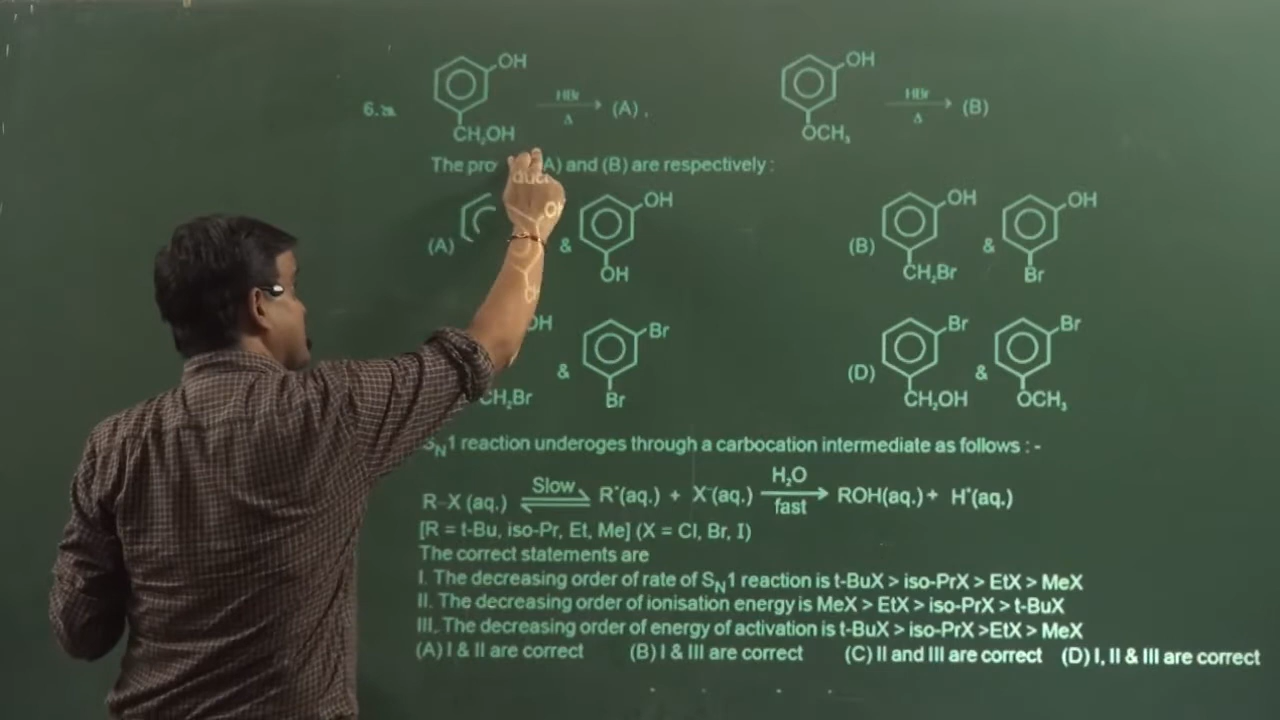 OH OH
6. HBr (A), HBr (B)
Δ Δ
CH₂OH OCH₃
The product (A) and (B) are respectively :
OH OH OH OH
(A) & (B) &
OH CH₂Br Br
OH Br Br Br
& (D) &
CH₂Br Br CH₂OH OCH₃
S_N1 reaction underoges through a carbocation intermediate as follows : -
R–X (aq.) Slow R⁺(aq.) + X⁻(aq.) H₂O fast ROH(aq.) + H⁺(aq.)
[R = t-Bu, iso-Pr, Et, Me] (X = Cl, Br, I)
The correct statements are
I. The decreasing order of rate of S_N1 reaction is t-BuX > iso-PrX > EtX > MeX
II. The decreasing order of ionisation energy is MeX > EtX > iso-PrX > t-BuX
III. The decreasing order of energy of activation is t-BuX > iso-PrX >EtX > MeX
(A) I & II are correct (B) I & III are correct (C) II and III are correct (D) I, II & III are correct